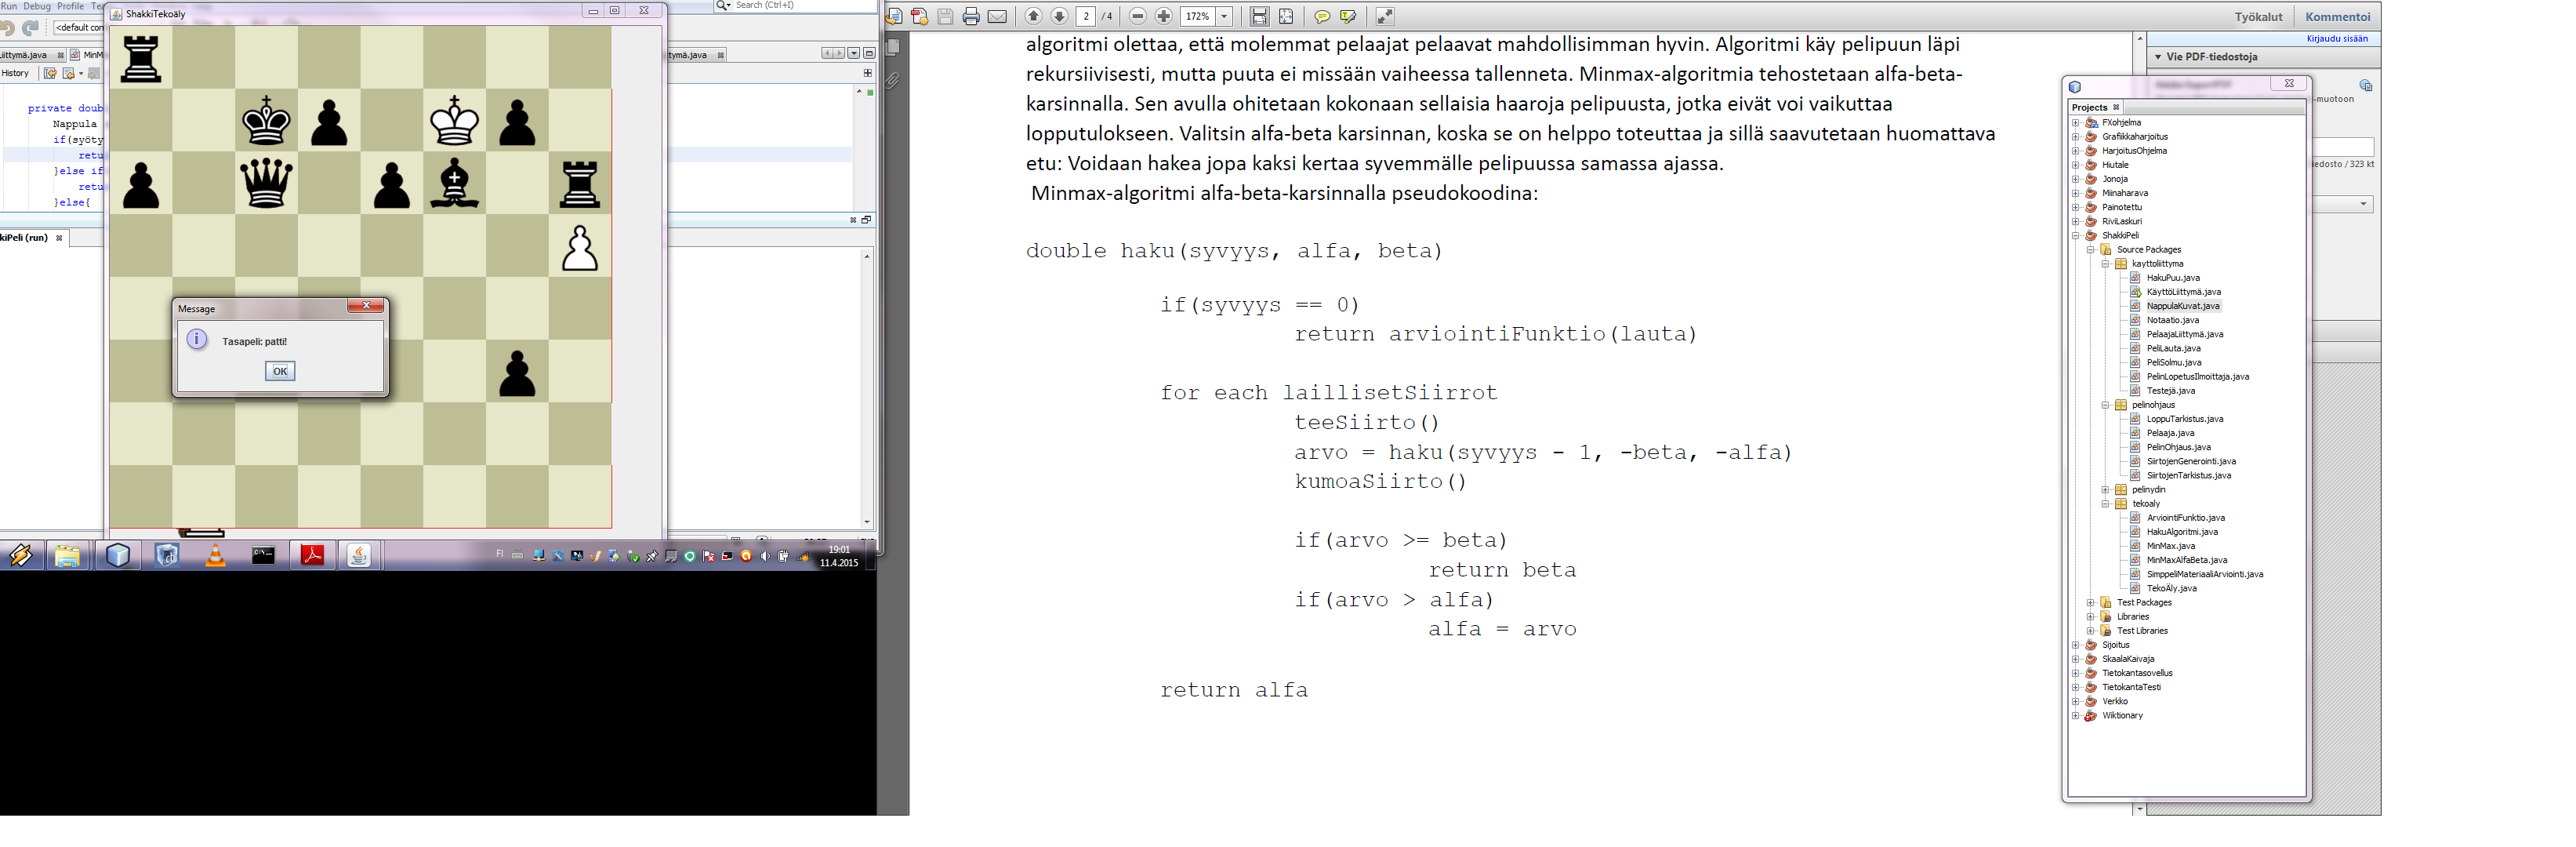 Run Debug Profile Tea
Search (Ctrl+I)
<default con
liittymä.java
MinM
tymä.java
History
private doub
Nappula
if(syöty
retu
}else if
retu
}else{
kiPeli (run)
ShakkiTekoäly
Message
Tasapeli: patti!
OK
FI
19:01
11.4.2015
2
/ 4
172%
Työkalut
Kommentoi
Kirjaudu sisään
Vie PDF-tiedostoja
-muotoon
iedosto / 323 kt
algoritmi olettaa, että molemmat pelaajat pelaavat mahdollisimman hyvin. Algoritmi käy pelipuun läpi
rekursiivisesti, mutta puuta ei missään vaiheessa tallenneta. Minmax-algoritmia tehostetaan alfa-beta-
karsinnalla. Sen avulla ohitetaan kokonaan sellaisia haaroja pelipuusta, jotka eivät voi vaikuttaa
lopputulokseen. Valitsin alfa-beta karsinnan, koska se on helppo toteuttaa ja sillä saavutetaan huomattava
etu: Voidaan hakea jopa kaksi kertaa syvemmälle pelipuussa samassa ajassa.
Minmax-algoritmi alfa-beta-karsinnalla pseudokoodina:
double haku(syvyys, alfa, beta)
if(syvyys == 0)
return arviointiFunktio(lauta)
for each laillisetSiirrot
teeSiirto()
arvo = haku(syvyys - 1, -beta, -alfa)
kumoaSiirto()
if(arvo >= beta)
return beta
if(arvo > alfa)
alfa = arvo
return alfa
Projects
FXohjelma
Grafiikkaharjoitus
HarjoitusOhjelma
Hiutale
Jonoja
Miinaharava
Painotettu
RiviLaskuri
ShakkiPeli
Source Packages
kayttoliittyma
HakuPuu.java
KäyttöLiittymä.java
NappulaKuvat.java
Notaatio.java
PelaajaLiittymä.java
PeliLauta.java
PeliSolmu.java
PelinLopetusIlmoittaja.java
Testejä.java
pelinohjaus
LoppuTarkistus.java
Pelaaja.java
PelinOhjaus.java
SiirtojenGenerointi.java
SiirtojenTarkistus.java
pelinydin
tekoaly
ArviointiFunktio.java
HakuAlgoritmi.java
MinMax.java
MinMaxAlfaBeta.java
SimppeliMateriaaliArviointi.java
TekoÄly.java
Test Packages
Libraries
Test Libraries
Sijoitus
SkaalaKaivaja
Tietokantasovellus
TietokantaTesti
Verkko
Wiktionary